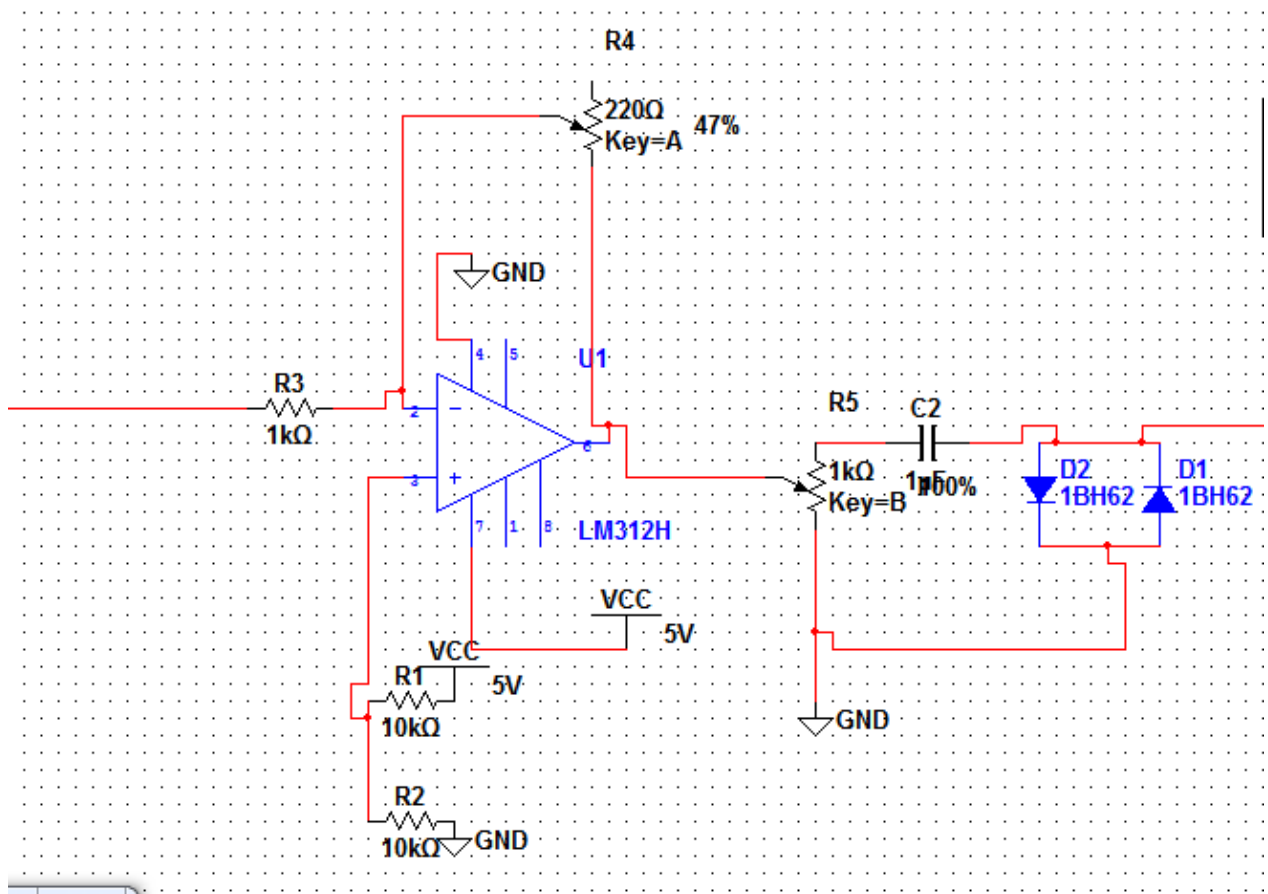 R4
220Ω
47%
Key=A
GND
4
5
U1
R3
1kΩ
2
6
3
7
1
8
LM312H
R5
C2
1kΩ
100%
Key=B
D2
1BH62
D1
1BH62
VCC
5V
VCC
5V
R1
10kΩ
GND
R2
10kΩ
GND